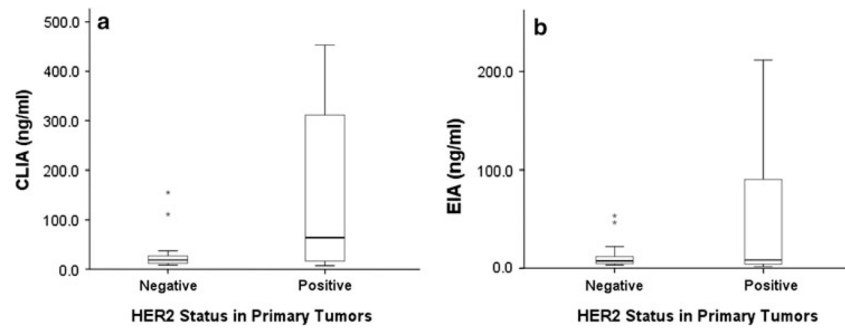 a
500.0
400.0
300.0
200.0
100.0
0.0
CLIA (ng/ml)
Negative
Positive
HER2 Status in Primary Tumors
b
200.0
100.0
0.0
EIA (ng/ml)
Negative
Positive
HER2 Status in Primary Tumors